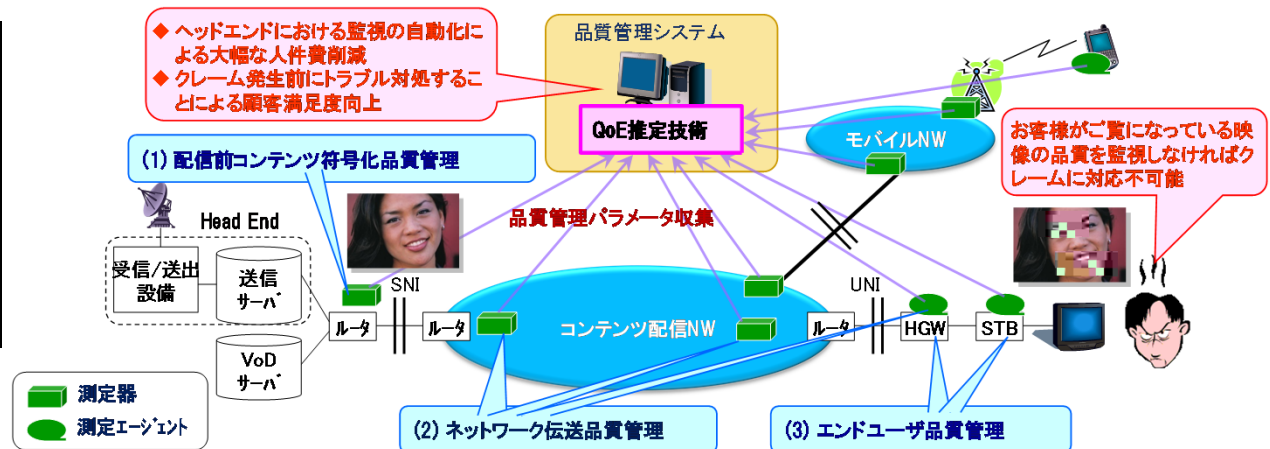 ◆ ヘッドエンドにおける監視の自動化に
よる大幅な人件費削減
◆ クレーム発生前にトラブル対処するこ
とによる顧客満足度向上
品質管理システム
QoE推定技術
モバイルNW
お客様がご覧になっている映
像の品質を監視しなければク
レームに対応不可能
(1) 配信前コンテンツ符号化品質管理
品質管理パラメータ収集
Head End
受信/送出
設備
送信
サーバ
VoD
サーバ
ルータ
SNI
ルータ
コンテンツ配信NW
ルータ
UNI
HGW
STB
測定器
測定エージェント
(2) ネットワーク伝送品質管理
(3) エンドユーザ品質管理